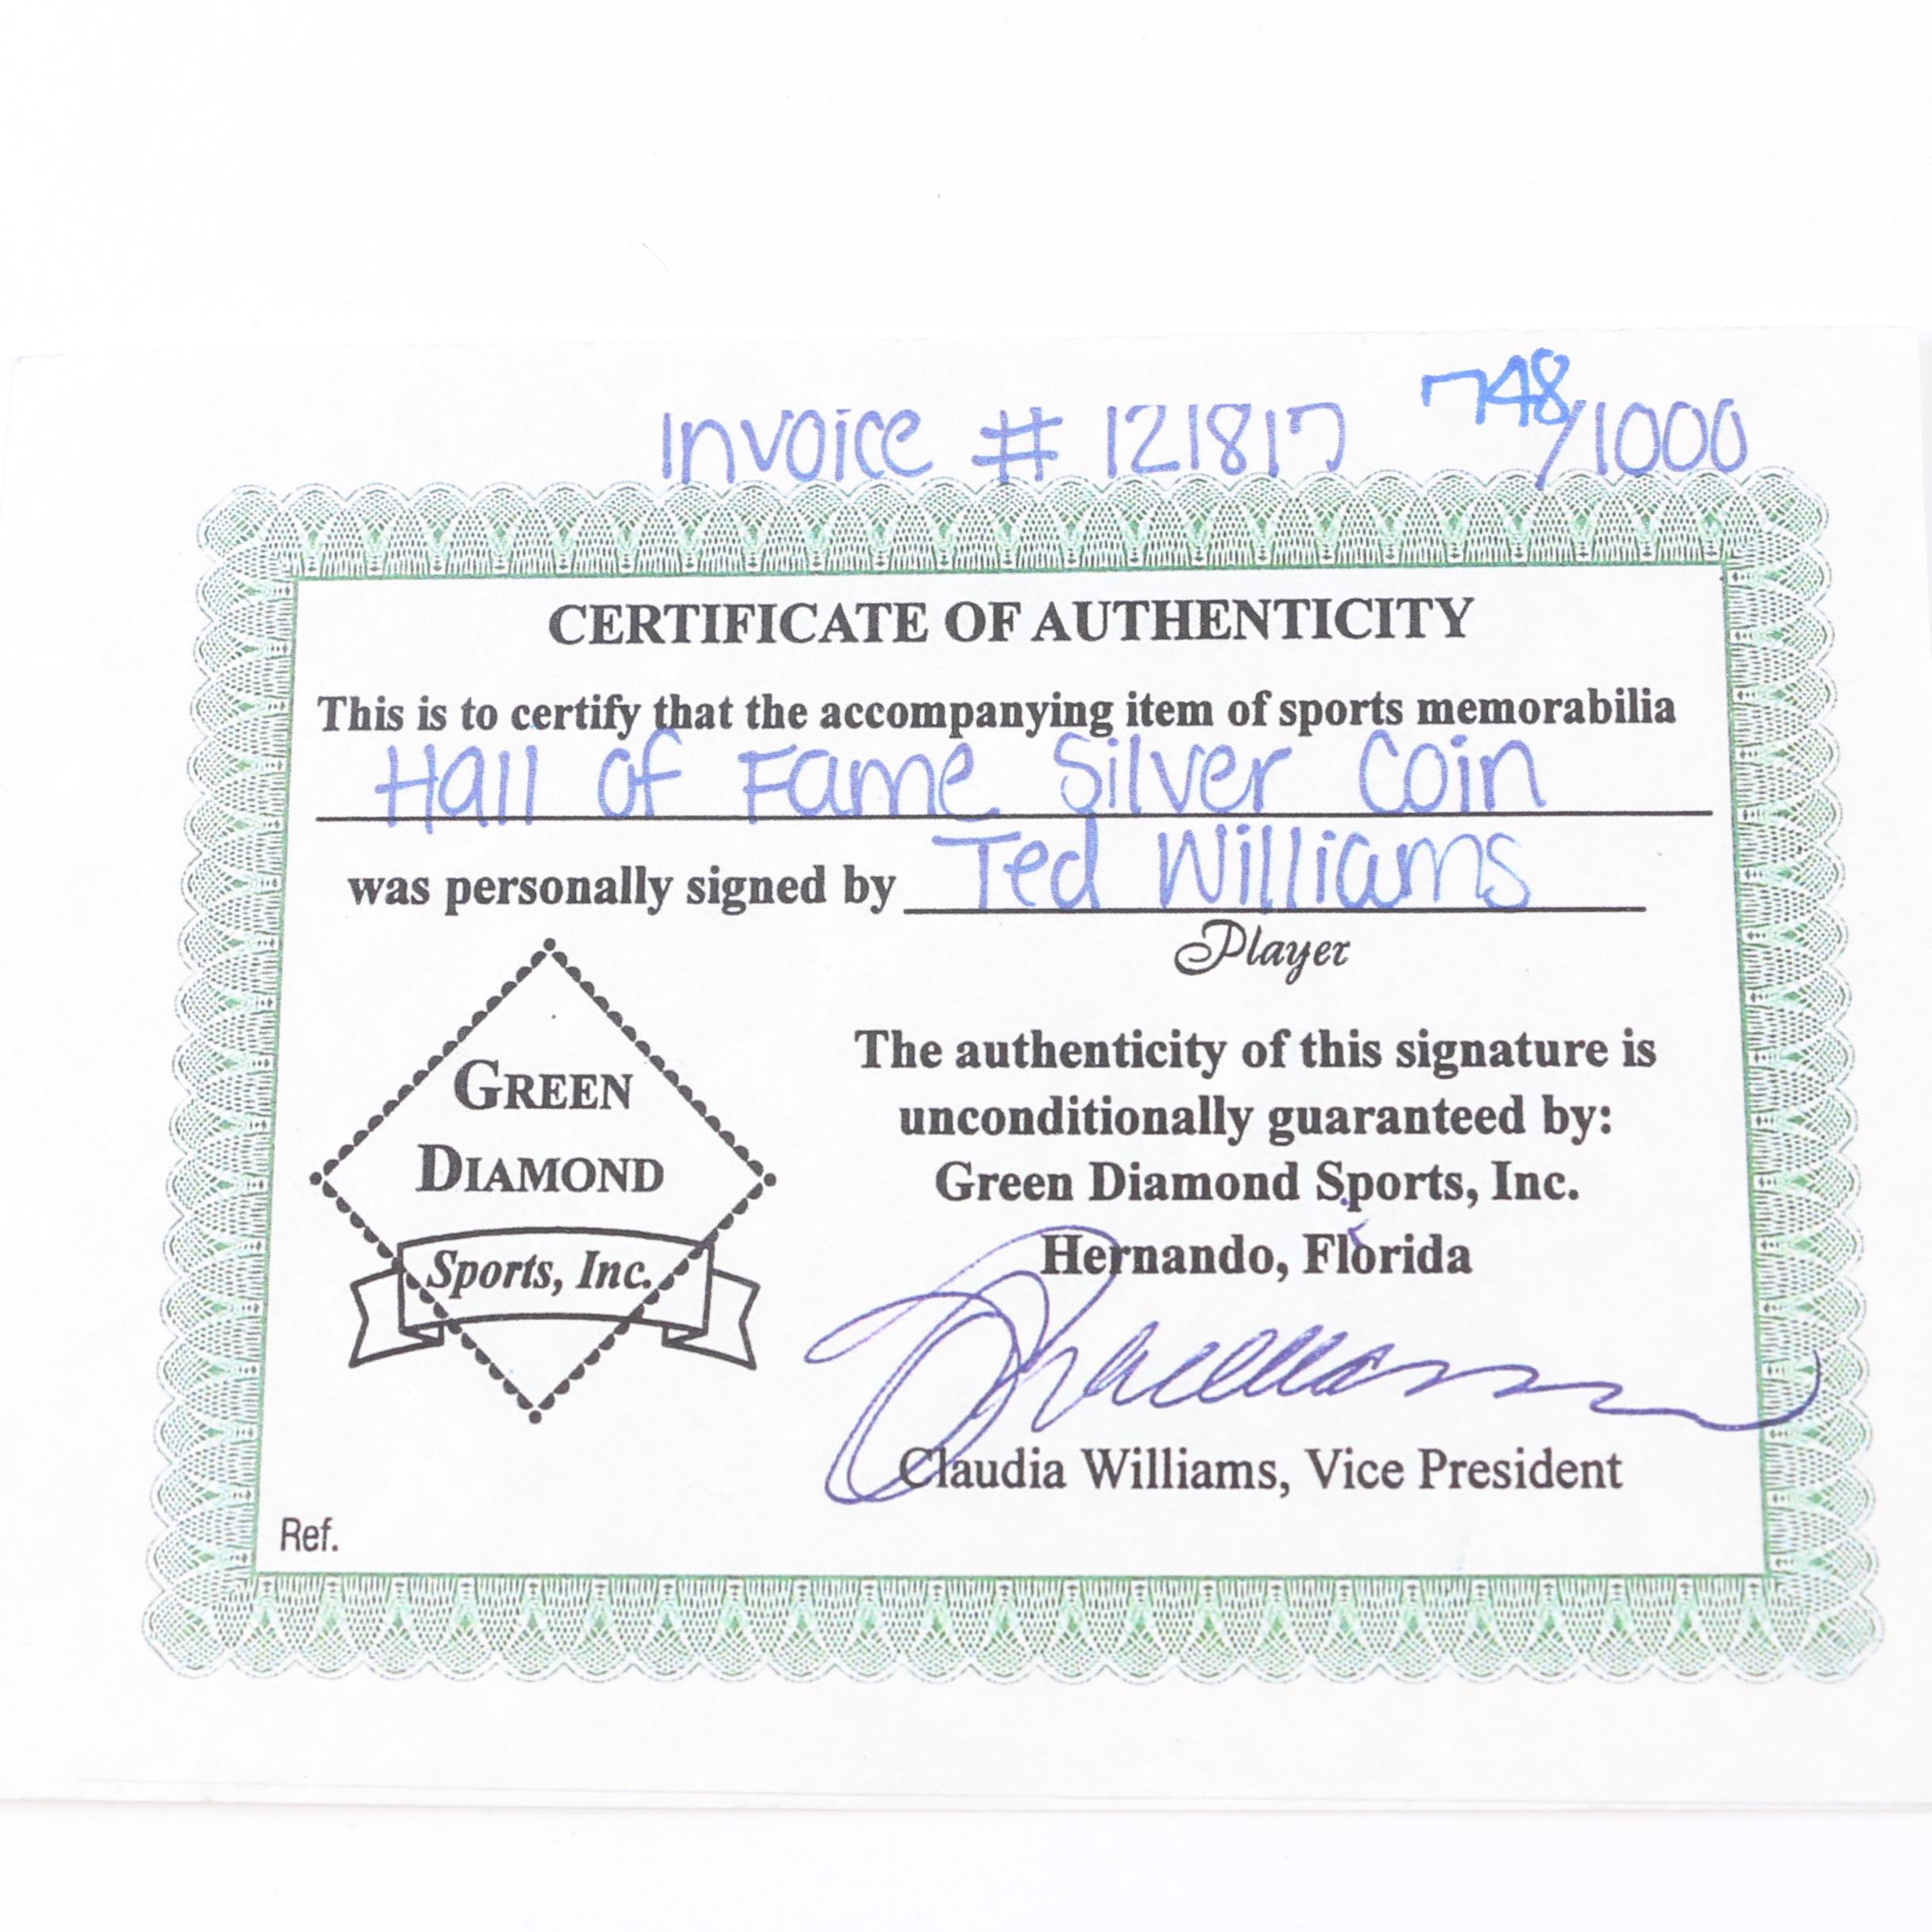 Invoice # 121817 748/1000
CERTIFICATE OF AUTHENTICITY
This is to certify that the accompanying item of sports memorabilia
Hall of Fame Silver Coin
was personally signed by Ted Williams
Player
GREEN
DIAMOND
Sports, Inc.
The authenticity of this signature is
unconditionally guaranteed by:
Green Diamond Sports, Inc.
Hernando, Florida
Claudia Williams, Vice President
Ref.